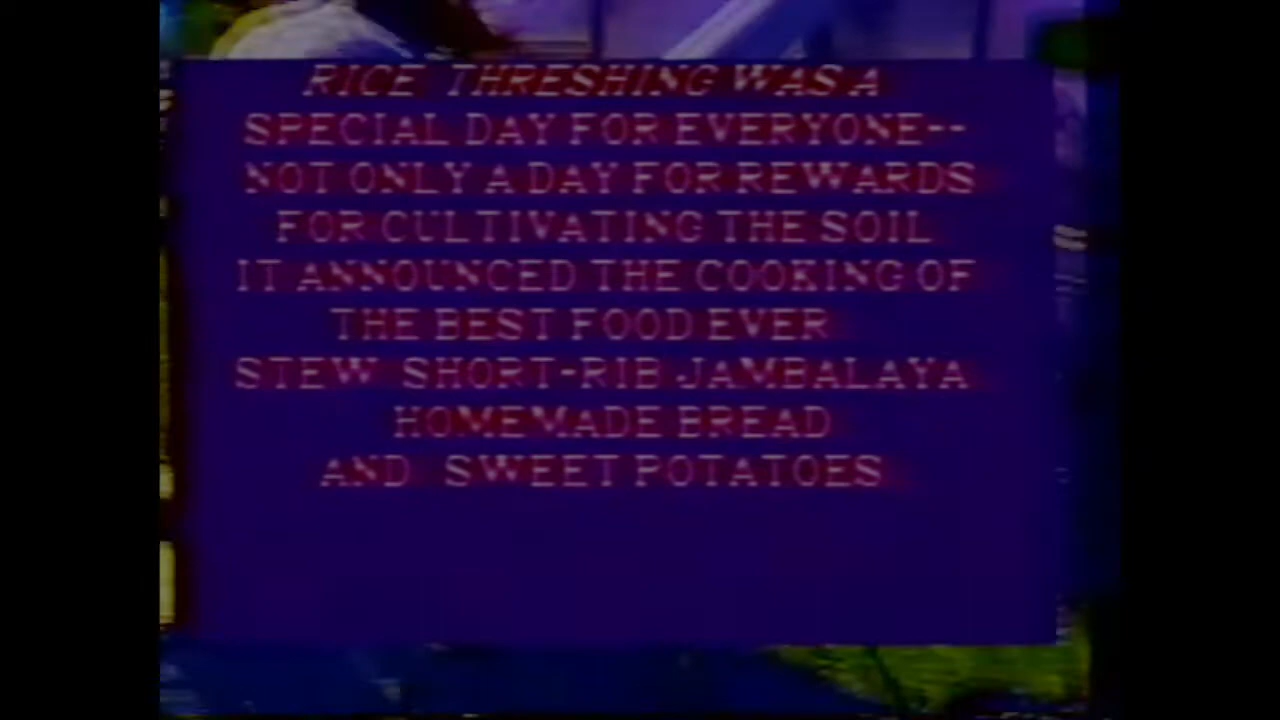 RICE THRESHING WAS A
SPECIAL DAY FOR EVERYONE--
NOT ONLY A DAY FOR REWARDS
FOR CULTIVATING THE SOIL
IT ANNOUNCED THE COOKING OF
THE BEST FOOD EVER
STEW SHORT-RIB JAMBALAYA
HOMEMADE BREAD
AND SWEET POTATOES